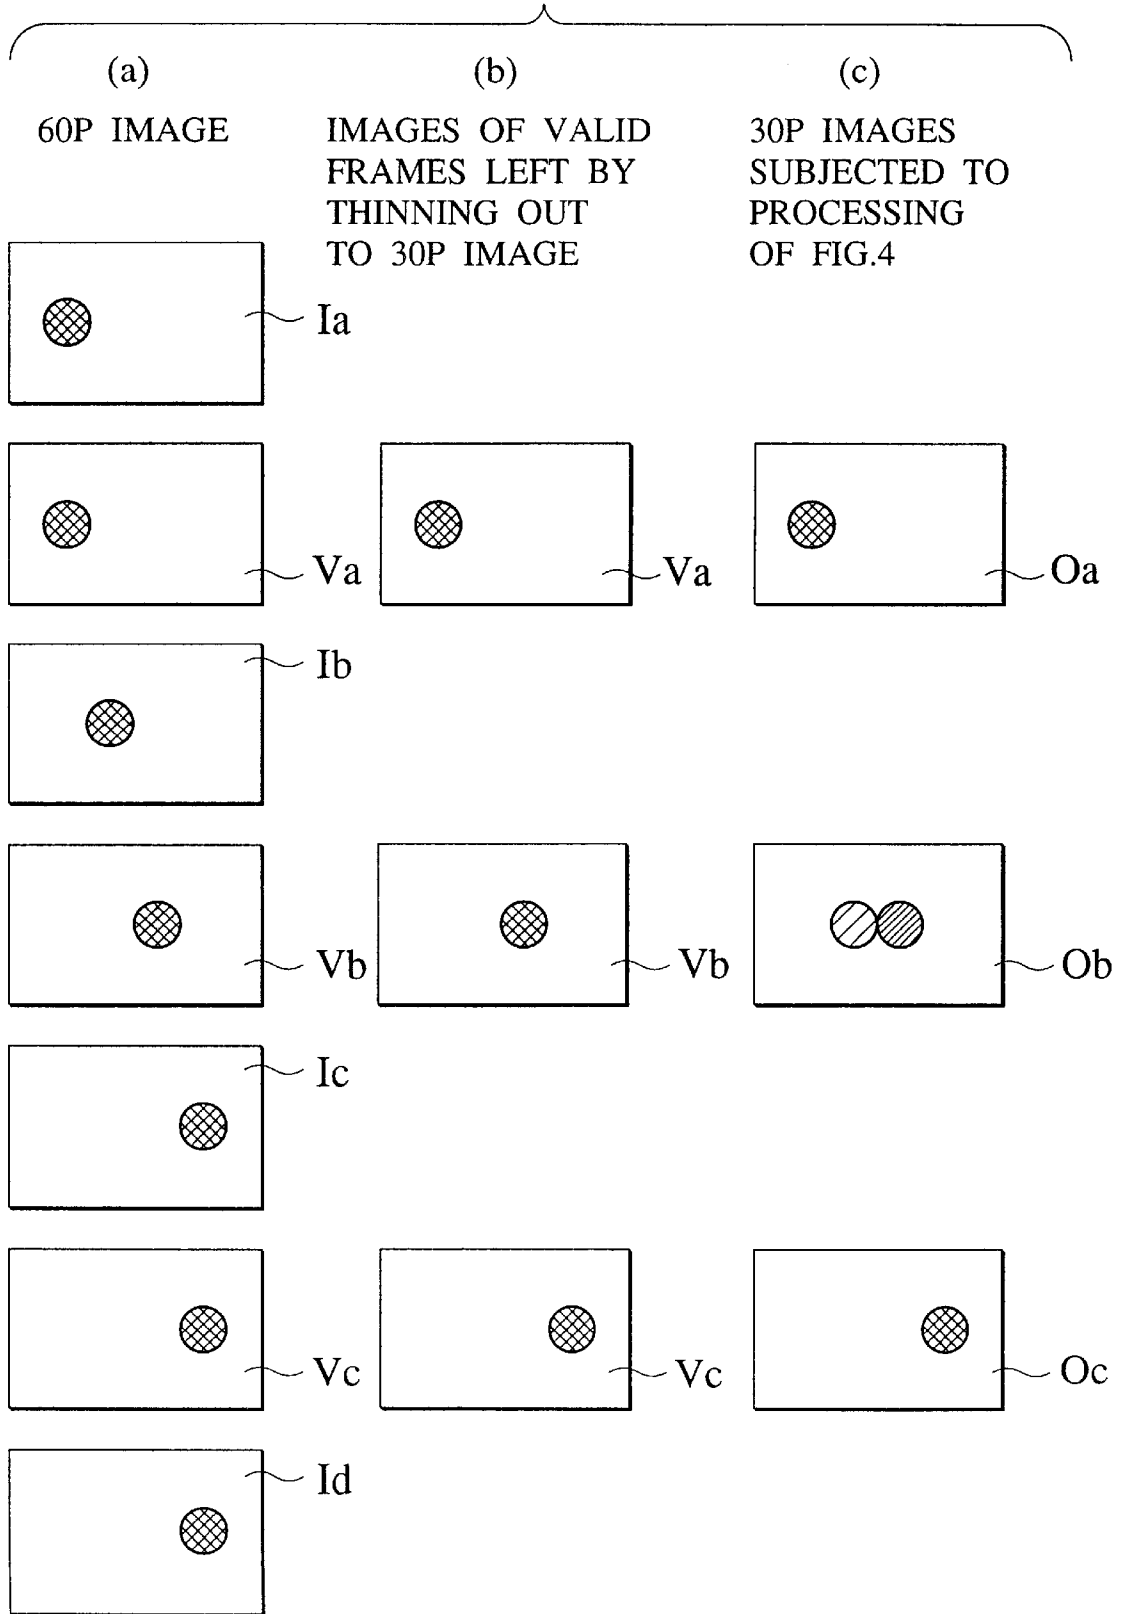 (a)
60P IMAGE
(b)
IMAGES OF VALID
FRAMES LEFT BY
THINNING OUT
TO 30P IMAGE
(c)
30P IMAGES
SUBJECTED TO
PROCESSING
OF FIG.4
Ia
Va
Va
Oa
Ib
Vb
Vb
Ob
Ic
Vc
Vc
Oc
Id